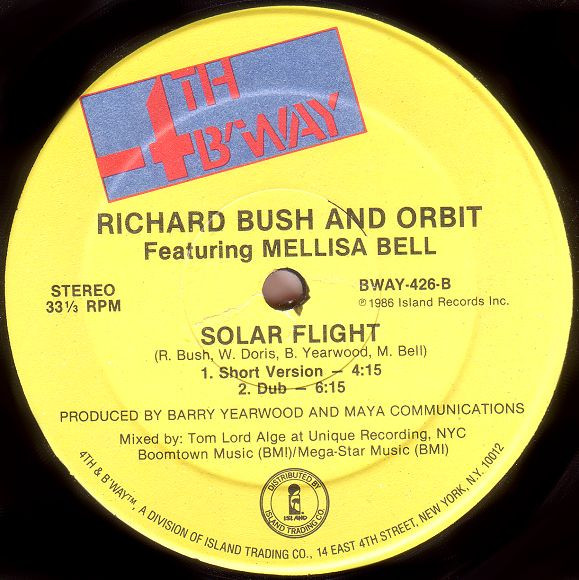 4TH
B'WAY
RICHARD BUSH AND ORBIT
Featuring MELLISA BELL
STEREO
33⅓ RPM
BWAY-426-B
℗1986 Island Records Inc.
SOLAR FLIGHT
(R. Bush, W. Doris, B. Yearwood, M. Bell)
1. Short Version – 4:15
2. Dub – 6:15
PRODUCED BY BARRY YEARWOOD AND MAYA COMMUNICATIONS
Mixed by: Tom Lord Alge at Unique Recording, NYC
Boomtown Music (BMI)/Mega-Star Music (BMI)
DISTRIBUTED BY
ISLAND
ISLAND TRADING CO.
4TH & B'WAY™, A DIVISION OF ISLAND TRADING CO., 14 EAST 4TH STREET, NEW YORK, N.Y. 10012